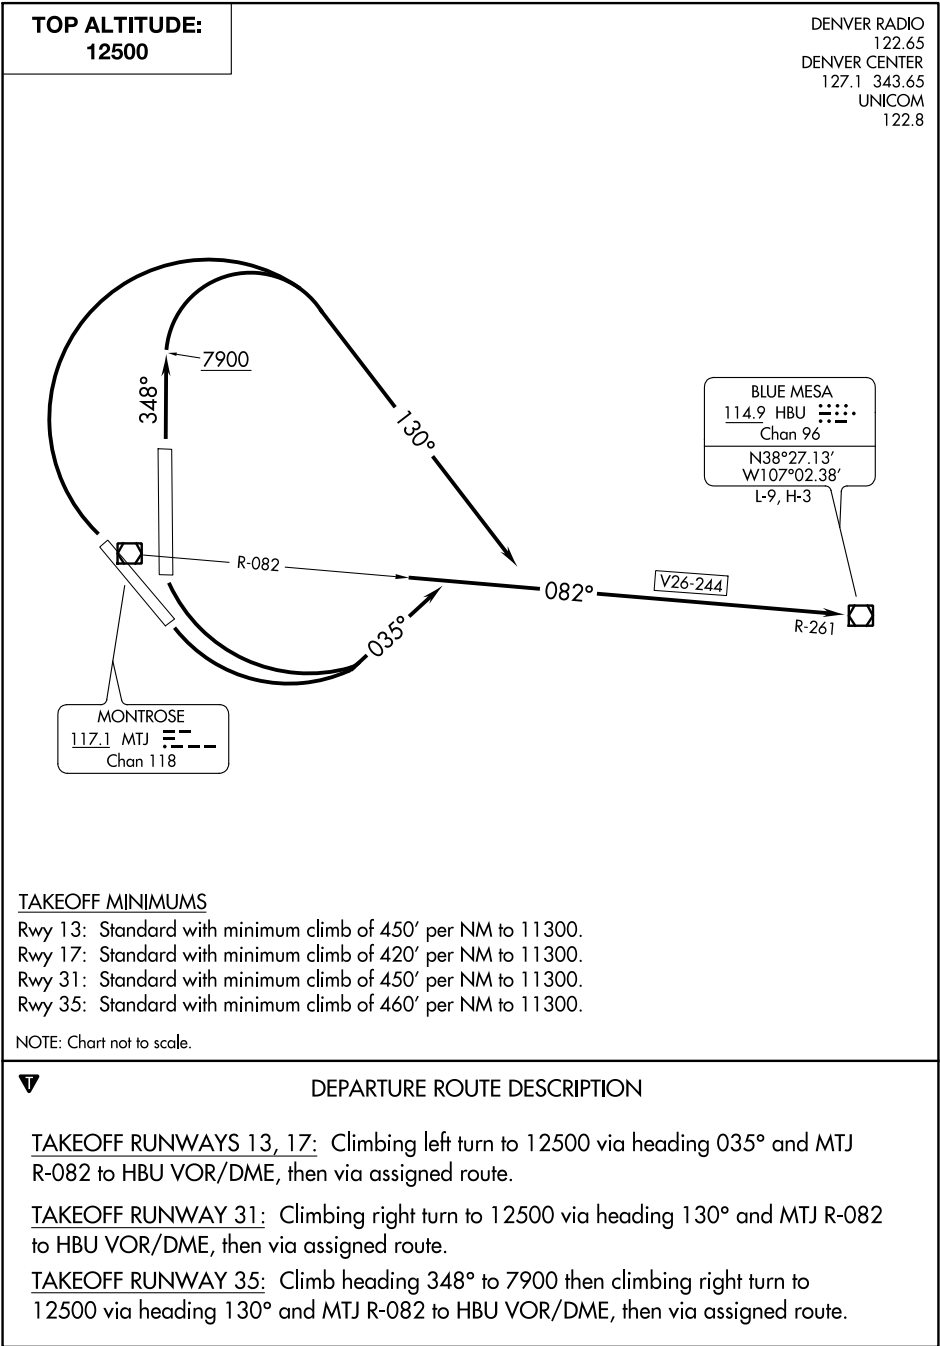 TOP ALTITUDE:
12500
DENVER RADIO
122.65
DENVER CENTER
127.1 343.65
UNICOM
122.8
7900
348°
130°
BLUE MESA
114.9 HBU
Chan 96
N38°27.13'
W107°02.38'
L-9, H-3
R-082
082°
V26-244
R-261
035°
MONTROSE
117.1 MTJ
Chan 118
TAKEOFF MINIMUMS
Rwy 13: Standard with minimum climb of 450' per NM to 11300.
Rwy 17: Standard with minimum climb of 420' per NM to 11300.
Rwy 31: Standard with minimum climb of 450' per NM to 11300.
Rwy 35: Standard with minimum climb of 460' per NM to 11300.
NOTE: Chart not to scale.
T
DEPARTURE ROUTE DESCRIPTION
TAKEOFF RUNWAYS 13, 17: Climbing left turn to 12500 via heading 035° and MTJ
R-082 to HBU VOR/DME, then via assigned route.
TAKEOFF RUNWAY 31: Climbing right turn to 12500 via heading 130° and MTJ R-082
to HBU VOR/DME, then via assigned route.
TAKEOFF RUNWAY 35: Climb heading 348° to 7900 then climbing right turn to
12500 via heading 130° and MTJ R-082 to HBU VOR/DME, then via assigned route.